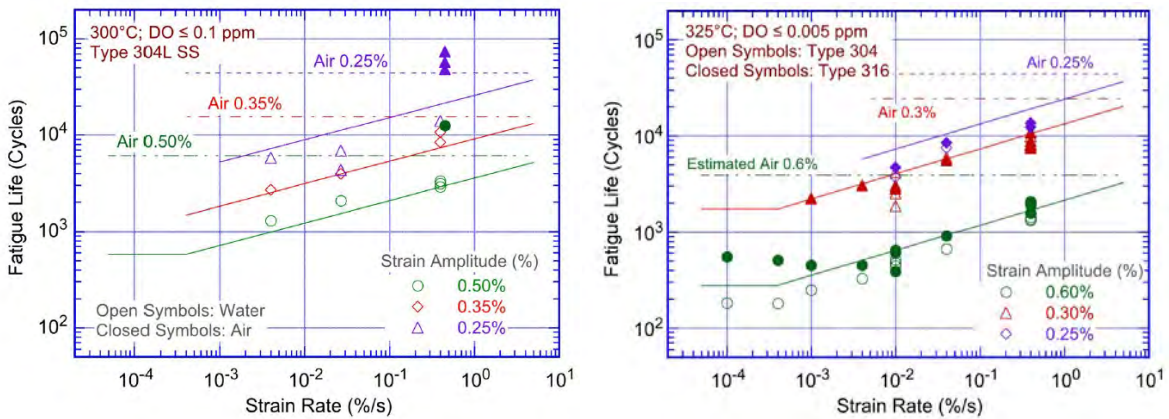 300°C; DO ≤ 0.1 ppm
Type 304L SS
Air 0.25%
Air 0.35%
Air 0.50%
Strain Amplitude (%)
0.50%
0.35%
0.25%
Open Symbols: Water
Closed Symbols: Air
Fatigue Life (Cycles)
10^5
10^4
10^3
10^2
10^-4
10^-3
10^-2
10^-1
10^0
10^1
Strain Rate (%/s)
325°C; DO ≤ 0.005 ppm
Open Symbols: Type 304
Closed Symbols: Type 316
Air 0.25%
Air 0.3%
Estimated Air 0.6%
Strain Amplitude (%)
0.60%
0.30%
0.25%
Fatigue Life (Cycles)
10^5
10^4
10^3
10^2
10^-4
10^-3
10^-2
10^-1
10^0
10^1
Strain Rate (%/s)